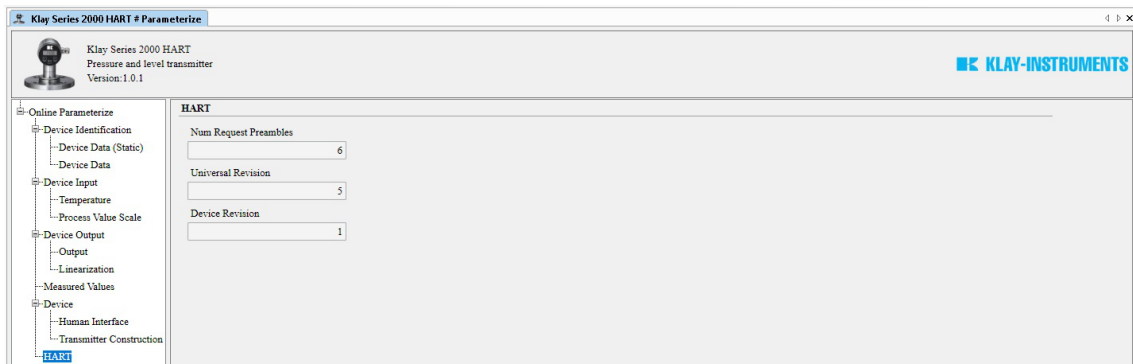 Klay Series 2000 HART # Parameterize
Klay Series 2000 HART
Pressure and level transmitter
Version:1.0.1
KLAY-INSTRUMENTS
Online Parameterize
Device Identification
Device Data (Static)
Device Data
Device Input
Temperature
Process Value Scale
Device Output
Output
Linearization
Measured Values
Device
Human Interface
Transmitter Construction
HART
HART
Num Request Preambles
6
Universal Revision
5
Device Revision
1